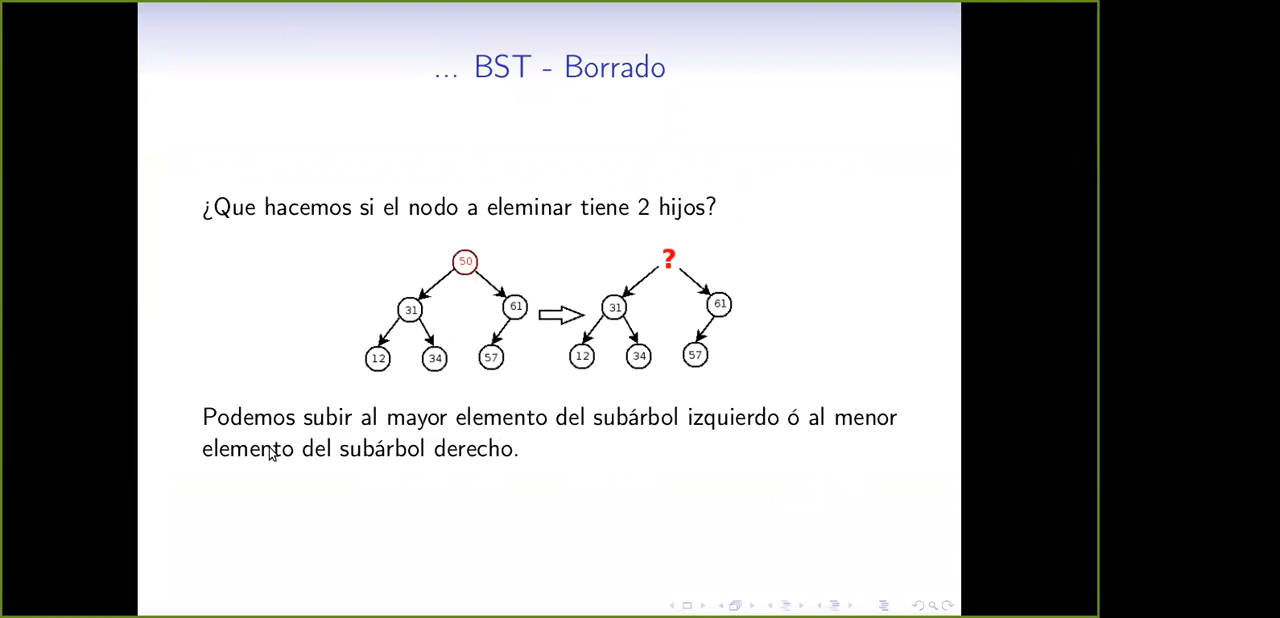 ... BST - Borrado
¿Que hacemos si el nodo a eleminar tiene 2 hijos?
50 ?
31 61 31 61
12 34 57 12 34 57
Podemos subir al mayor elemento del subárbol izquierdo ó al menor
elemento del subárbol derecho.